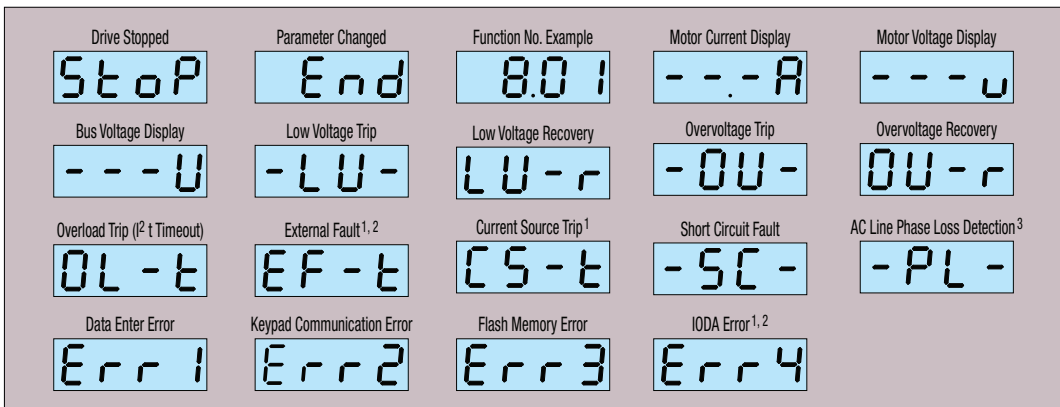 Drive Stopped
Parameter Changed
Function No. Example
Motor Current Display
Motor Voltage Display
StoP
End
8.01
--.-A
---u
Bus Voltage Display
Low Voltage Trip
Low Voltage Recovery
Overvoltage Trip
Overvoltage Recovery
---U
-LU-
LU-r
-OU-
OU-r
Overload Trip (I² t Timeout)
External Fault¹, ²
Current Source Trip¹
Short Circuit Fault
AC Line Phase Loss Detection³
OL-t
EF-t
CS-t
-SC-
-PL-
Data Enter Error
Keypad Communication Error
Flash Memory Error
IODA Error¹, ²
Err1
Err2
Err3
Err4